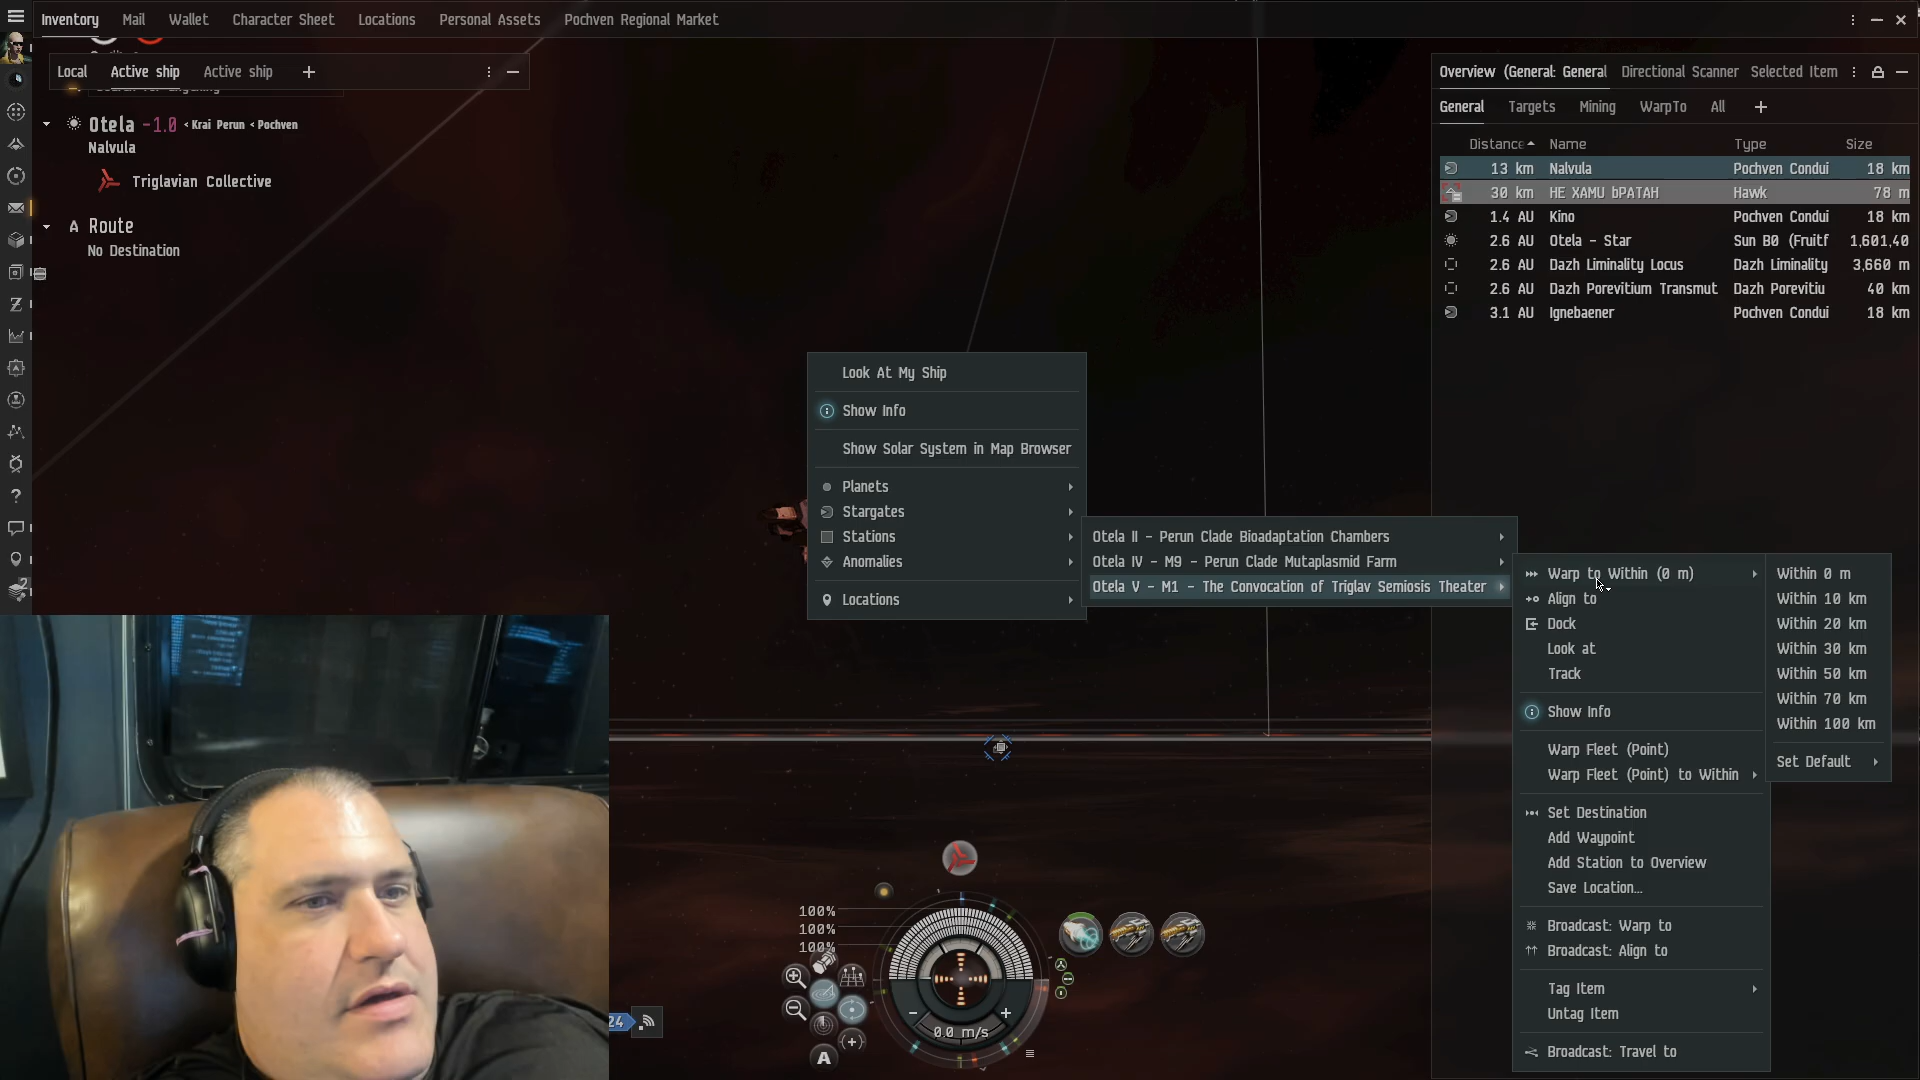 Inventory Mail Wallet Character Sheet Locations Personal Assets Pochven Regional Market
Local Active ship Active ship
Otela -1.0 < Krai Perun < Pochven
Nalvula
Triglavian Collective
Route
No Destination
Overview (General: General Directional Scanner Selected Item
General Targets Mining WarpTo All
Distance Name Type Size
13 km Nalvula Pochven Condui 18 km
30 km HE XAMU bPATAH Hawk 78 m
1.4 AU Kino Pochven Condui 18 km
2.6 AU Otela - Star Sun B0 (Fruitf 1,601,40
2.6 AU Dazh Liminality Locus Dazh Liminality 3,660 m
2.6 AU Dazh Porevitium Transmut Dazh Porevitiu 40 km
3.1 AU Ignebaener Pochven Condui 18 km
Look At My Ship
Show Info
Show Solar System in Map Browser
Planets
Stargates
Stations
Anomalies
Locations
Otela II - Perun Clade Bioadaptation Chambers
Otela IV - M9 - Perun Clade Mutaplasmid Farm
Otela V - M1 - The Convocation of Triglav Semiosis Theater
Warp to Within (0 m)
Align to
Dock
Look at
Track
Show Info
Warp Fleet (Point)
Warp Fleet (Point) to Within
Set Destination
Add Waypoint
Add Station to Overview
Save Location...
Broadcast: Warp to
Broadcast: Align to
Tag Item
Untag Item
Broadcast: Travel to
Within 0 m
Within 10 km
Within 20 km
Within 30 km
Within 50 km
Within 70 km
Within 100 km
Set Default
2
100%
100%
100%
0.0 m/s
A
24